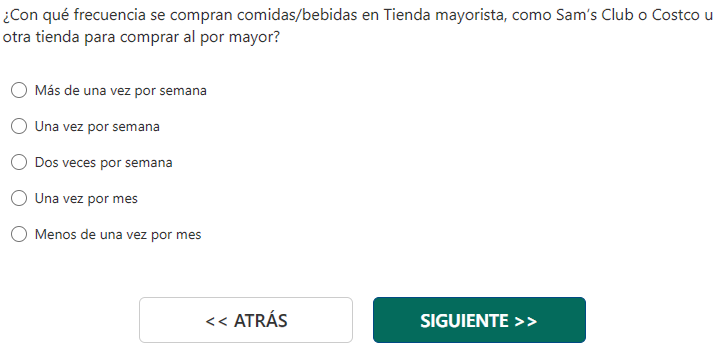 ¿Con qué frecuencia se compran comidas/bebidas en Tienda mayorista, como Sam's Club o Costco u
otra tienda para comprar al por mayor?
Más de una vez por semana
Una vez por semana
Dos veces por semana
Una vez por mes
Menos de una vez por mes
<< ATRÁS
SIGUIENTE >>